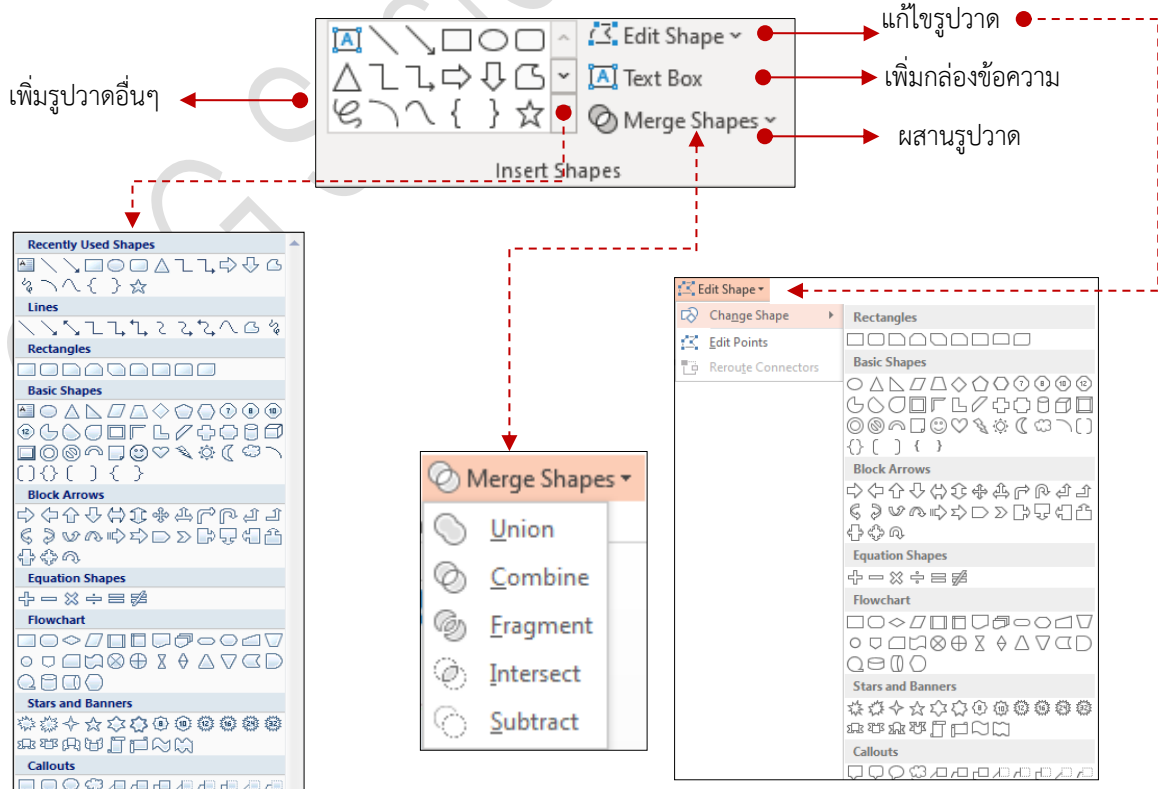 แก้ไขรูปวาด
Edit Shape
เพิ่มรูปวาดอื่นๆ
Text Box
เพิ่มกล่องข้อความ
Merge Shapes
ผสานรูปวาด
Insert Shapes
Recently Used Shapes
Lines
Rectangles
Basic Shapes
Block Arrows
Equation Shapes
Flowchart
Stars and Banners
Callouts
Merge Shapes
Union
Combine
Fragment
Intersect
Subtract
Edit Shape
Change Shape
Edit Points
Reroute Connectors
Rectangles
Basic Shapes
Block Arrows
Equation Shapes
Flowchart
Stars and Banners
Callouts